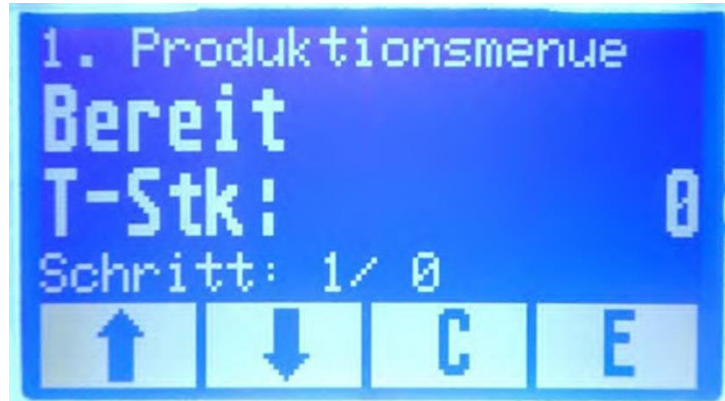 1. Produktionsmenue
Bereit
T-Stk: 0
Schritt: 1/ 0
↑ ↓ C E